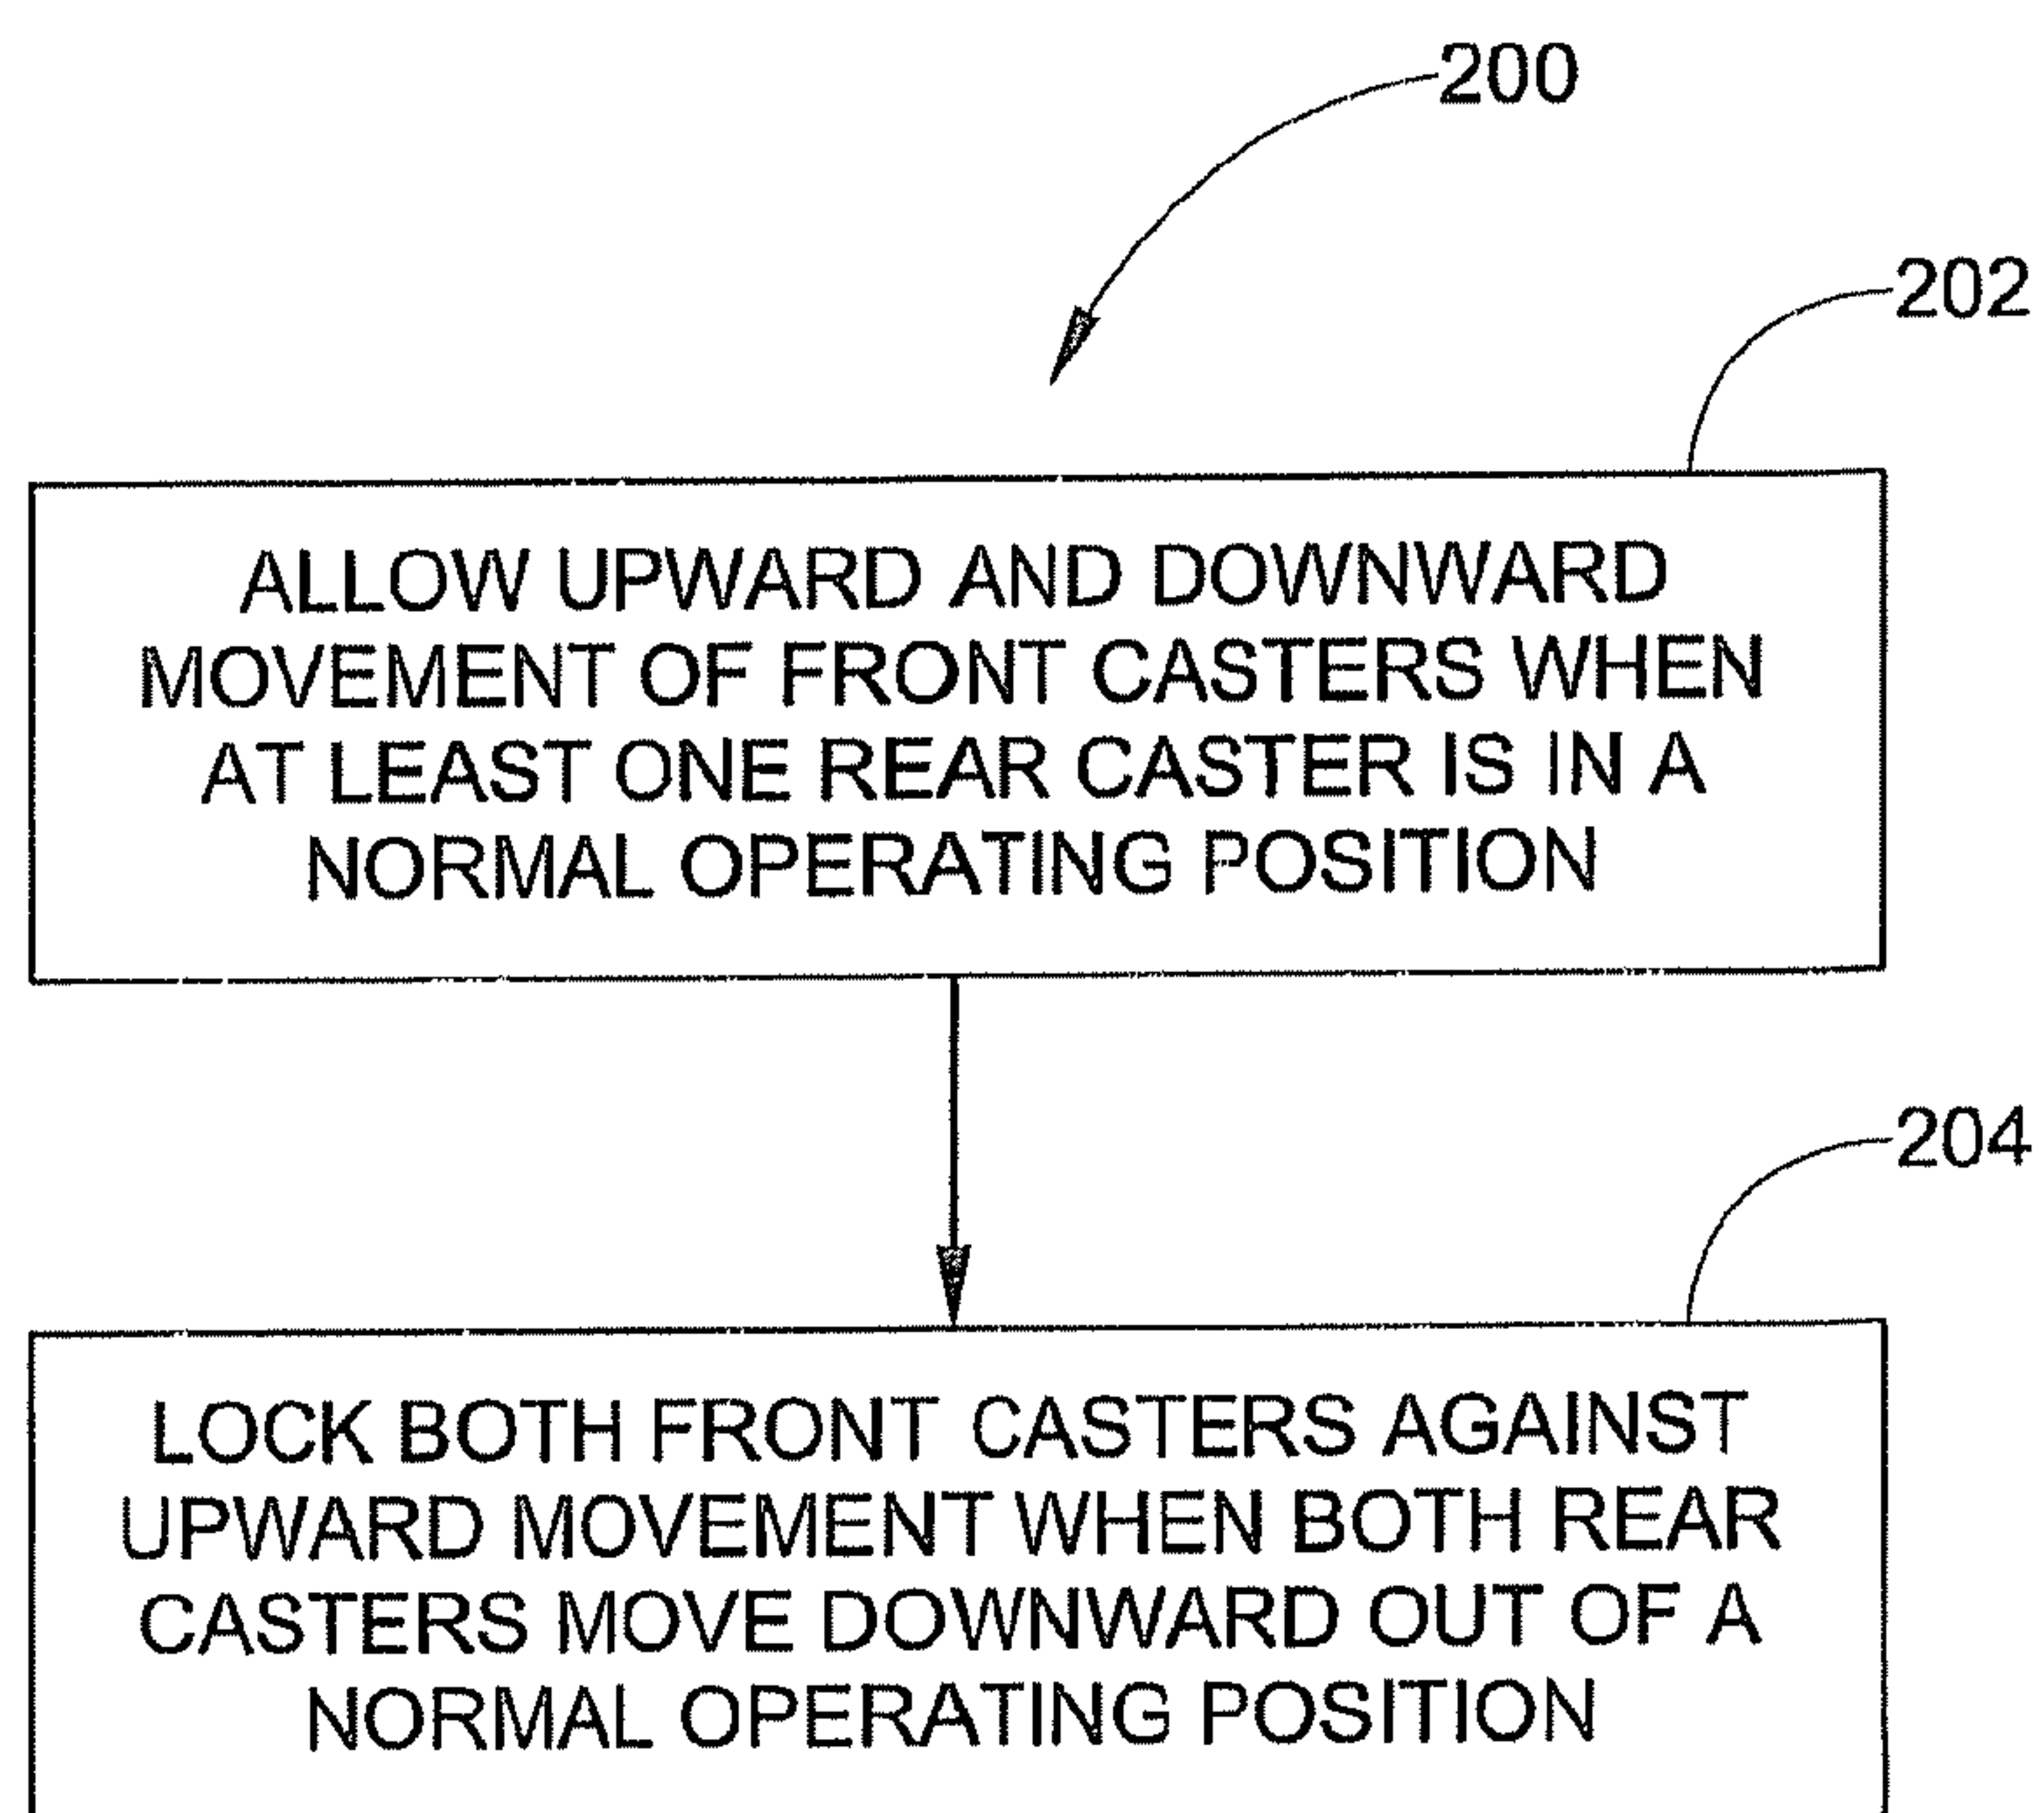 200
202
ALLOW UPWARD AND DOWNWARD
MOVEMENT OF FRONT CASTERS WHEN
AT LEAST ONE REAR CASTER IS IN A
NORMAL OPERATING POSITION
204
LOCK BOTH FRONT CASTERS AGAINST
UPWARD MOVEMENT WHEN BOTH REAR
CASTERS MOVE DOWNWARD OUT OF A
NORMAL OPERATING POSITION